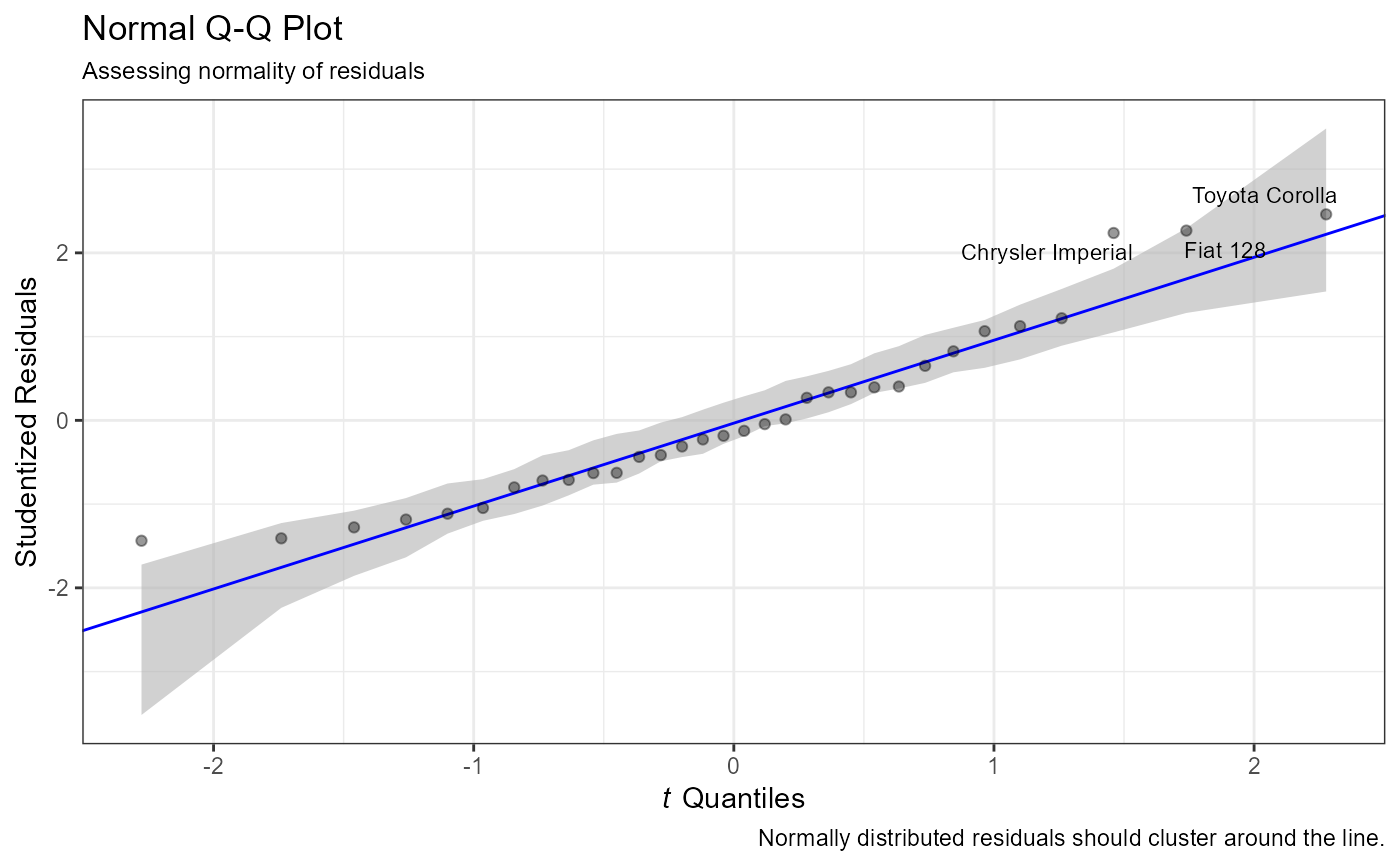 Normal Q-Q Plot
Assessing normality of residuals
Studentized Residuals
2
0
-2
Toyota Corolla
Chrysler Imperial
Fiat 128
-2
-1
0
1
2
t Quantiles
Normally distributed residuals should cluster around the line.